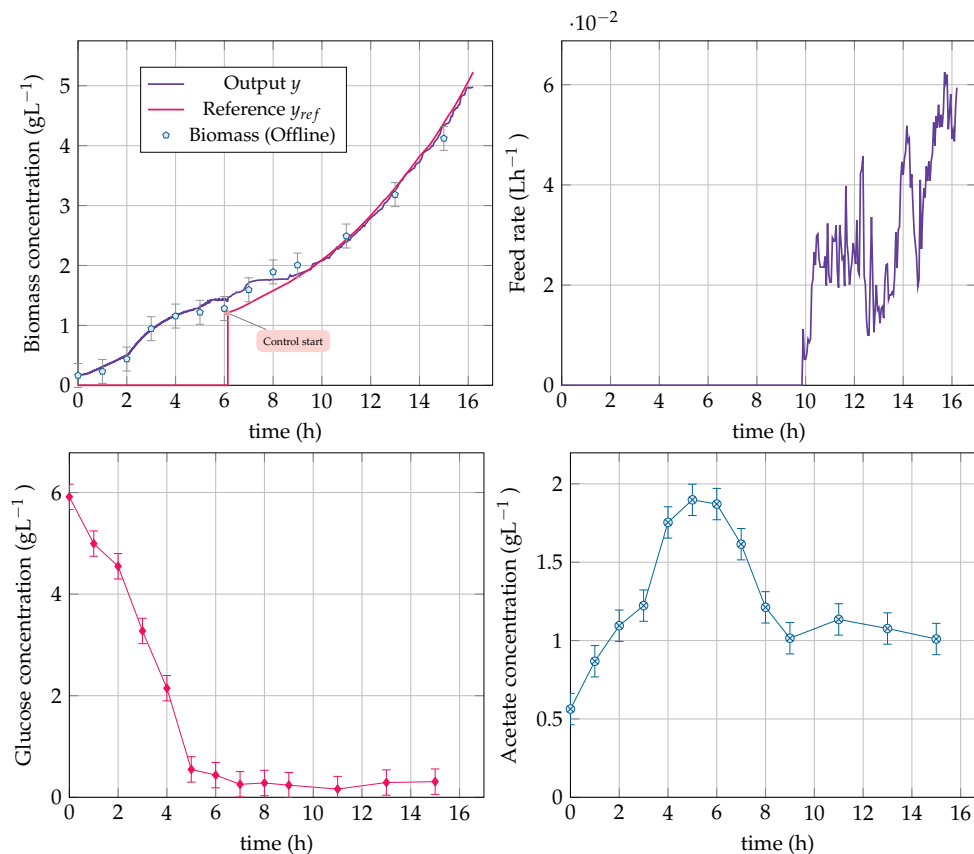 Biomass concentration (gL⁻¹)
5
4
3
2
1
0
Output y
Reference y_ref
Biomass (Offline)
Control start
0 2 4 6 8 10 12 14 16
time (h)
·10⁻²
Feed rate (Lh⁻¹)
6
4
2
0
0 2 4 6 8 10 12 14 16
time (h)
Glucose concentration (gL⁻¹)
6
4
2
0
0 2 4 6 8 10 12 14 16
time (h)
Acetate concentration (gL⁻¹)
2
1.5
1
0.5
0
0 2 4 6 8 10 12 14 16
time (h)